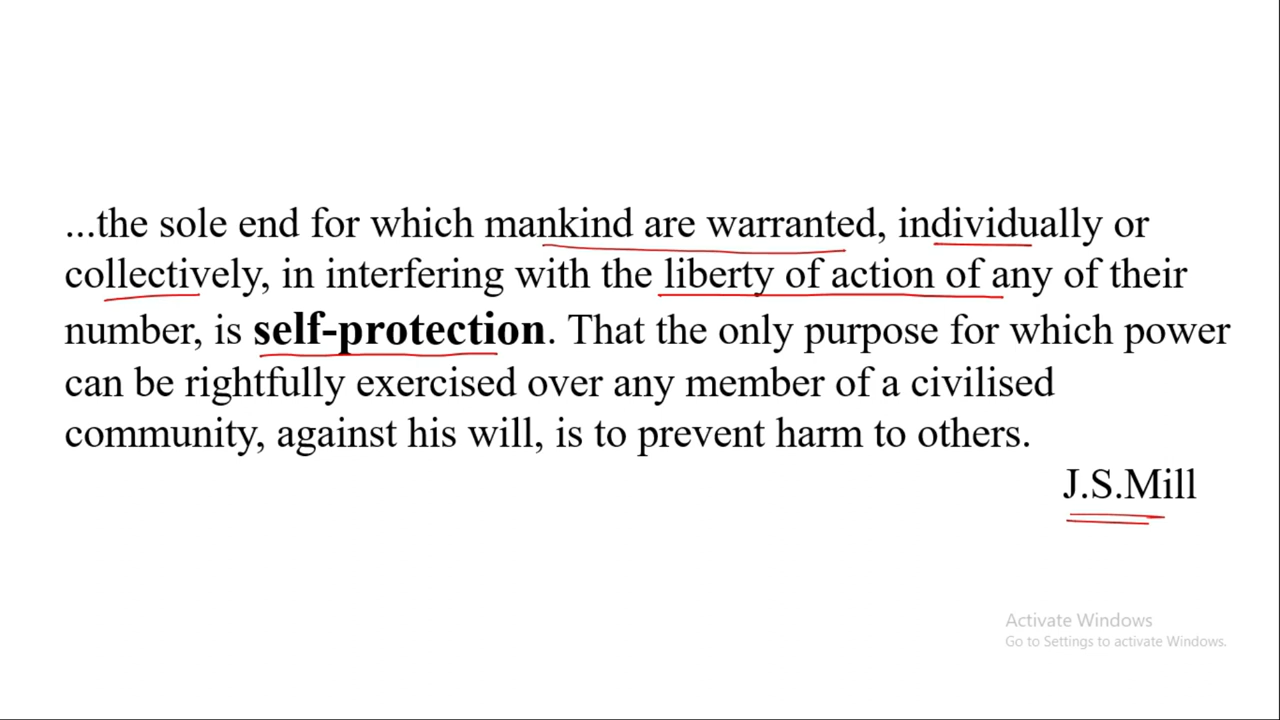 ...the sole end for which mankind are warranted, individually or
collectively, in interfering with the liberty of action of any of their
number, is self-protection. That the only purpose for which power
can be rightfully exercised over any member of a civilised
community, against his will, is to prevent harm to others.
J.S.Mill
Activate Windows
Go to Settings to activate Windows.